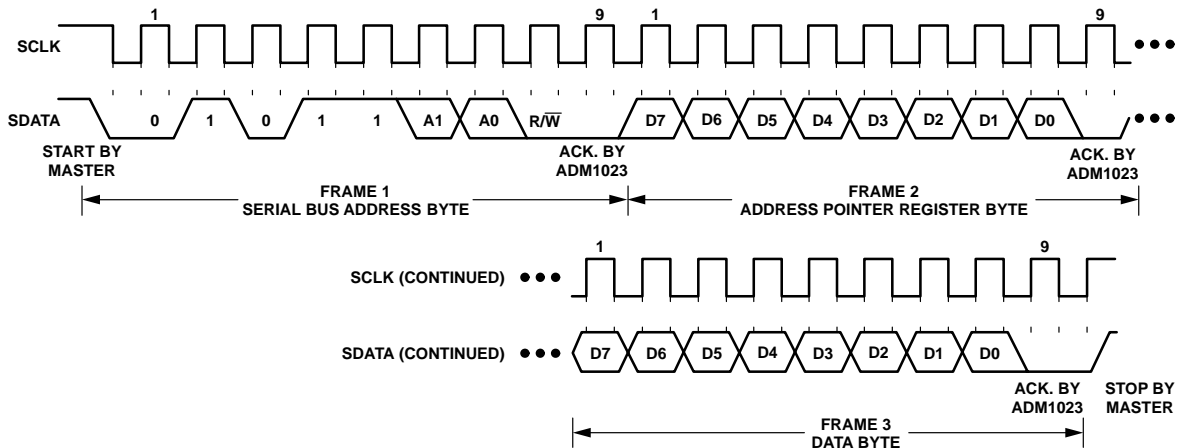 1 9 1 9
SCLK
SDATA 0 1 0 1 1 A1 A0 R/W̅ D7 D6 D5 D4 D3 D2 D1 D0
START BY
MASTER
ACK. BY
ADM1023
ACK. BY
ADM1023
FRAME 1
SERIAL BUS ADDRESS BYTE
FRAME 2
ADDRESS POINTER REGISTER BYTE
1 9
SCLK (CONTINUED)
SDATA (CONTINUED) D7 D6 D5 D4 D3 D2 D1 D0
ACK. BY
ADM1023
STOP BY
MASTER
FRAME 3
DATA BYTE